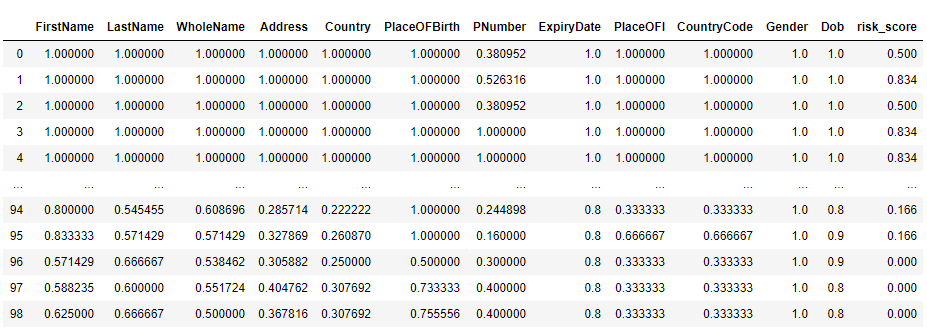 FirstName LastName WholeName Address Country PlaceOFBirth PNumber ExpiryDate PlaceOFI CountryCode Gender Dob risk_score
0 1.000000 1.000000 1.000000 1.000000 1.000000 1.000000 0.380952 1.0 1.000000 1.000000 1.0 1.0 0.500
1 1.000000 1.000000 1.000000 1.000000 1.000000 1.000000 0.526316 1.0 1.000000 1.000000 1.0 1.0 0.834
2 1.000000 1.000000 1.000000 1.000000 1.000000 1.000000 0.380952 1.0 1.000000 1.000000 1.0 1.0 0.500
3 1.000000 1.000000 1.000000 1.000000 1.000000 1.000000 1.000000 1.0 1.000000 1.000000 1.0 1.0 0.834
4 1.000000 1.000000 1.000000 1.000000 1.000000 1.000000 1.000000 1.0 1.000000 1.000000 1.0 1.0 0.834
... ... ... ... ... ... ... ... ... ... ... ... ... ...
94 0.800000 0.545455 0.608696 0.285714 0.222222 1.000000 0.244898 0.8 0.333333 0.333333 1.0 0.8 0.166
95 0.833333 0.571429 0.571429 0.327869 0.260870 1.000000 0.160000 0.8 0.666667 0.666667 1.0 0.9 0.166
96 0.571429 0.666667 0.538462 0.305882 0.250000 0.500000 0.300000 0.8 0.333333 0.333333 1.0 0.9 0.000
97 0.588235 0.600000 0.551724 0.404762 0.307692 0.733333 0.400000 0.8 0.333333 0.333333 1.0 0.8 0.000
98 0.625000 0.666667 0.500000 0.367816 0.307692 0.755556 0.400000 0.8 0.333333 0.333333 1.0 0.8 0.000